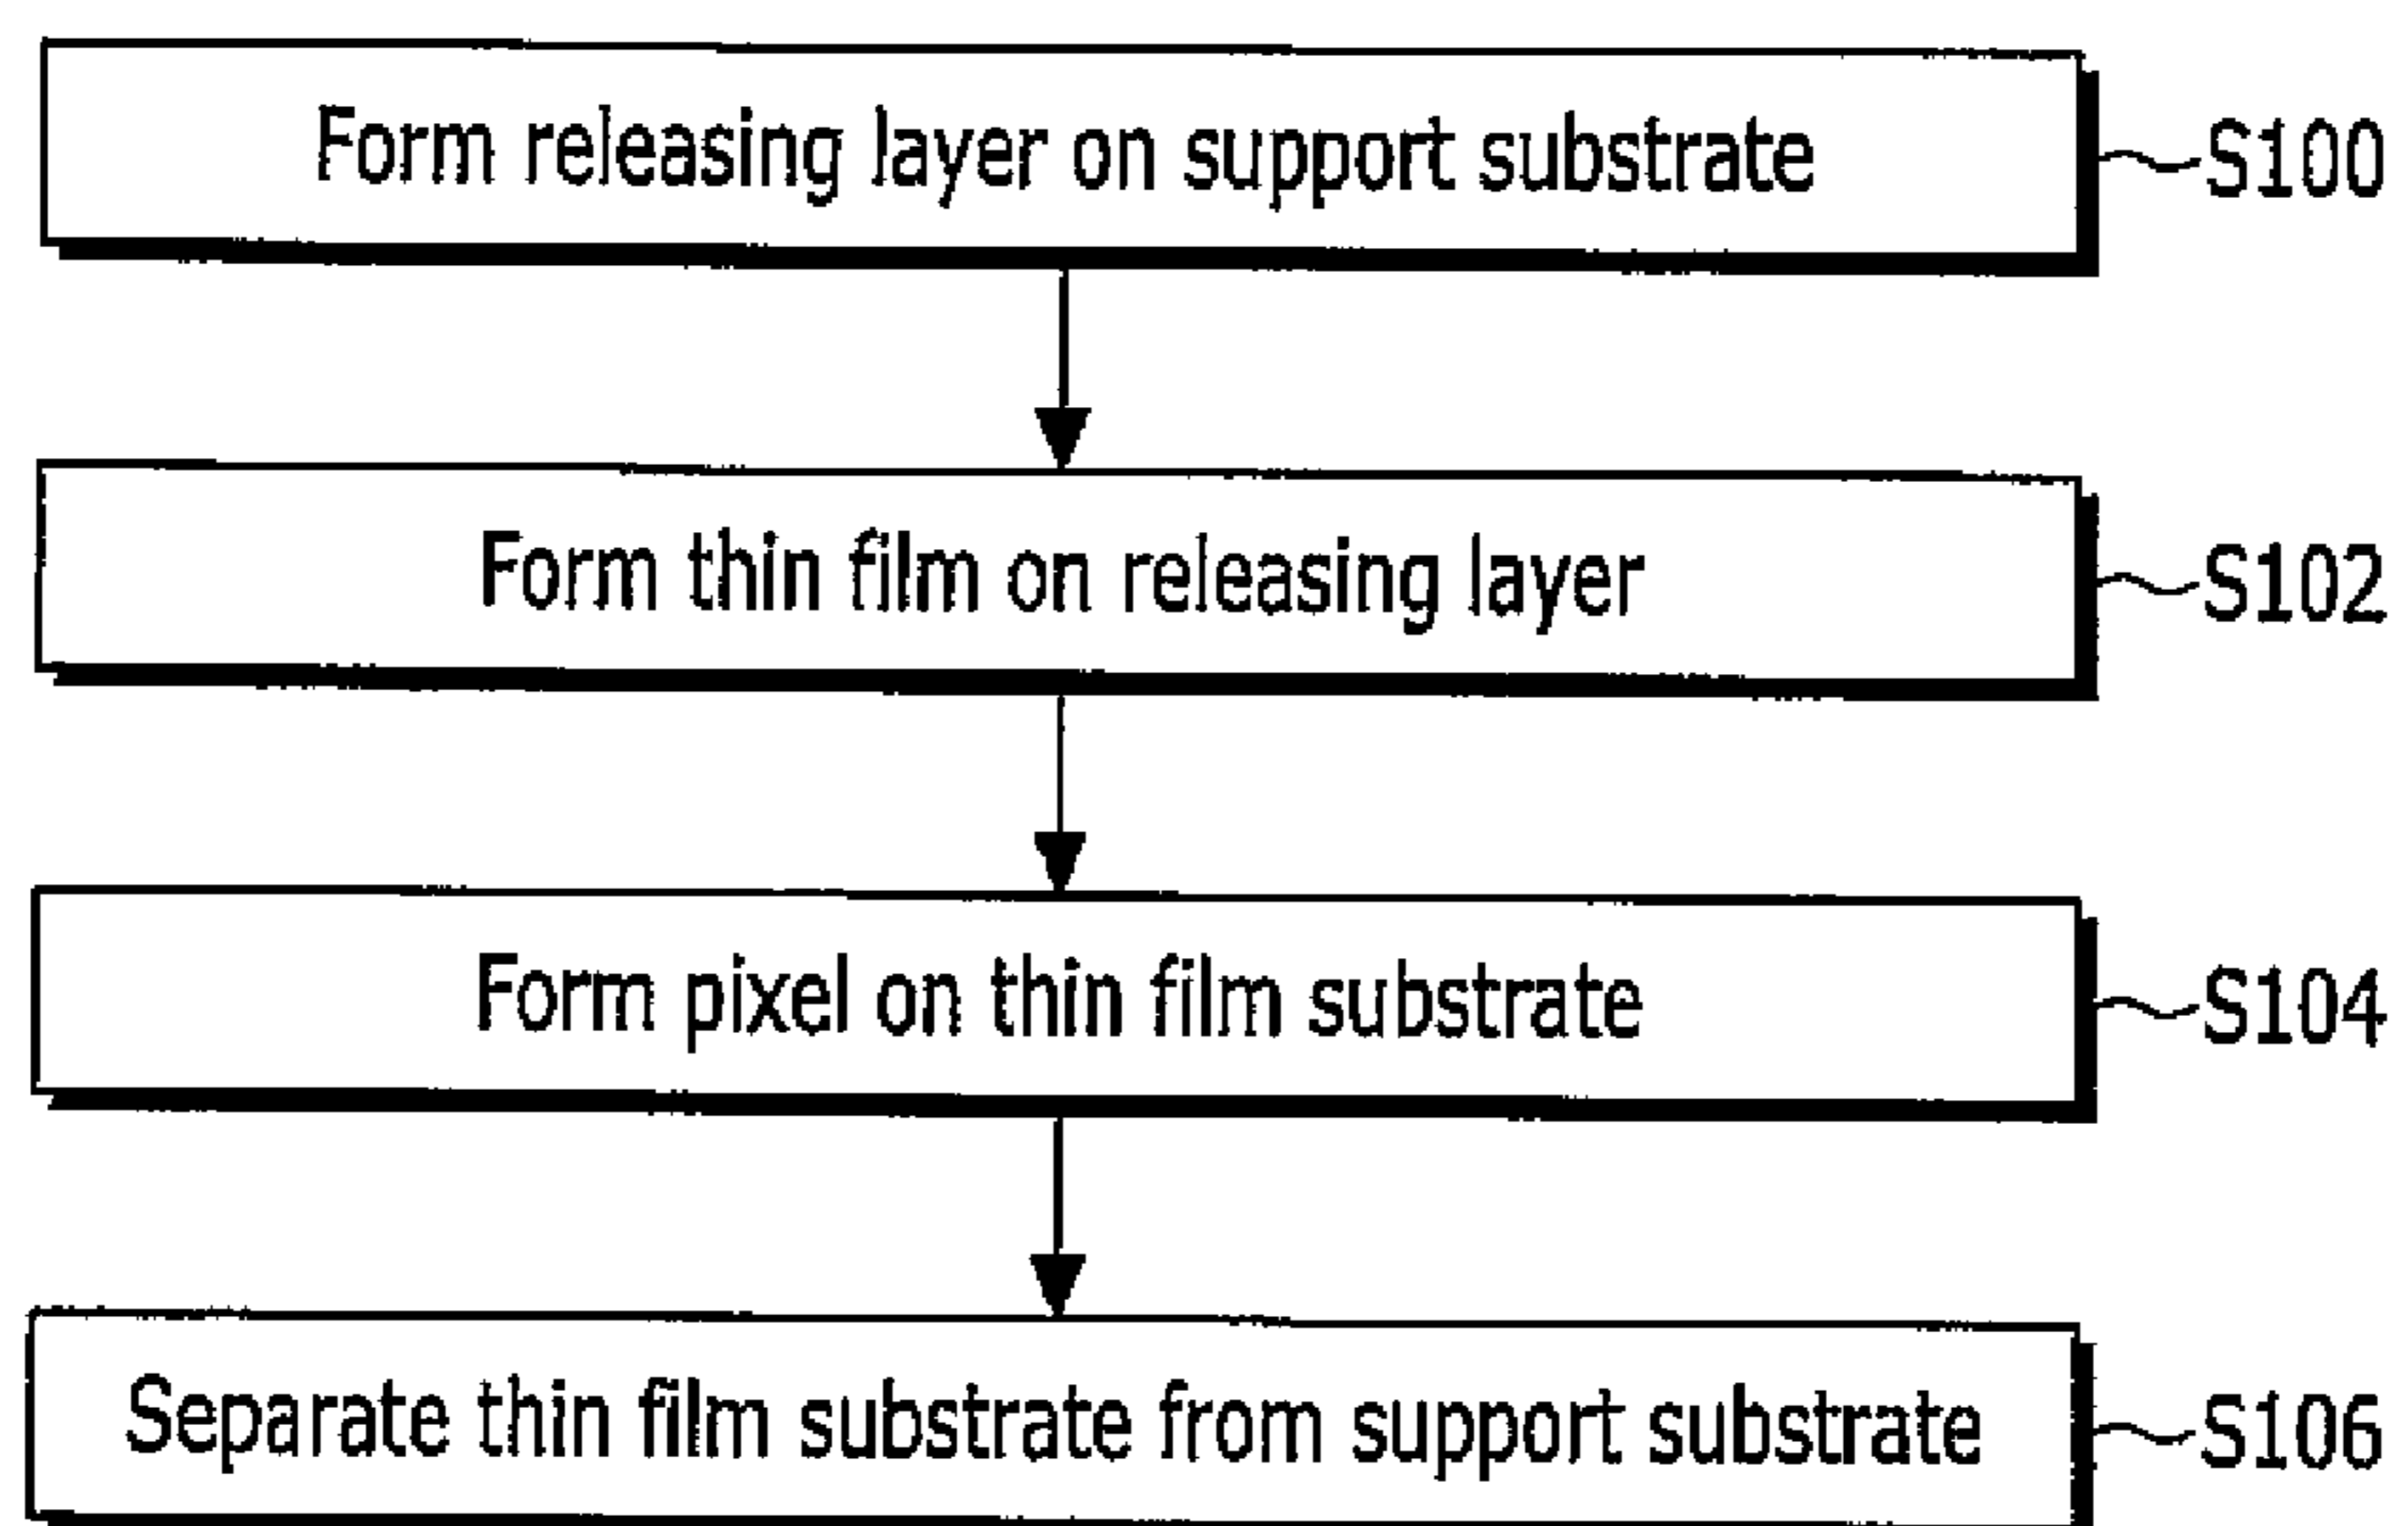 Form releasing layer on support substrate S100
Form thin film on releasing layer S102
Form pixel on thin film substrate S104
Separate thin film substrate from support substrate S106